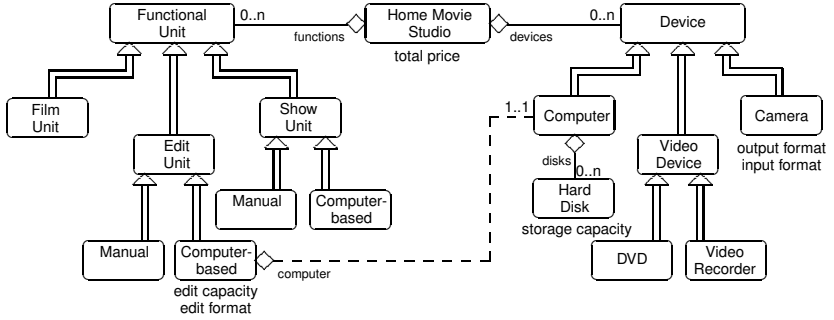 Functional
Unit
0..n
functions
Home Movie
Studio
total price
0..n
devices
Device
Film
Unit
Show
Unit
1..1
Computer
Camera
output format
input format
Edit
Unit
disks
0..n
Video
Device
Manual
Computer-
based
Hard
Disk
storage capacity
Manual
Computer-
based
edit capacity
edit format
computer
DVD
Video
Recorder